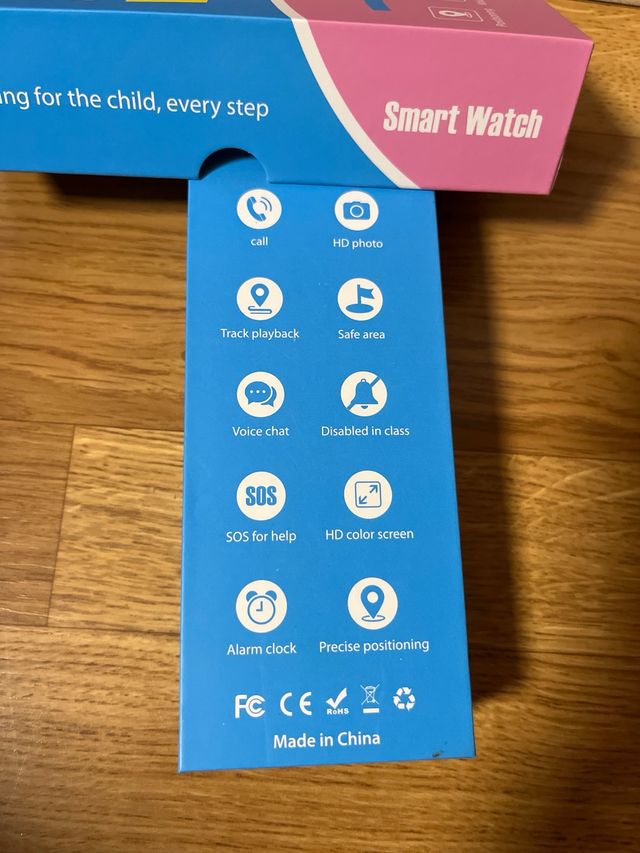 ng for the child, every step
Smart Watch
call
HD photo
Track playback
Safe area
Voice chat
Disabled in class
SOS
SOS for help
HD color screen
Alarm clock
Precise positioning
FC CE RoHS
Made in China